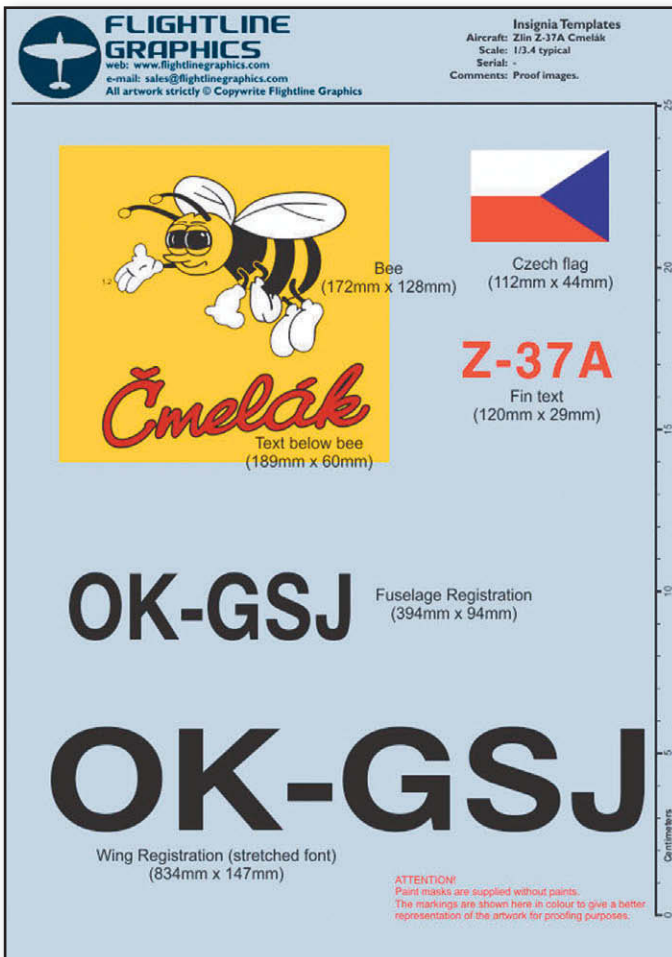 FLIGHTLINE
GRAPHICS
web: www.flightlinegraphics.com
e-mail: sales@flightlinegraphics.com
All artwork strictly © Copywrite Flightline Graphics
Insignia Templates
Aircraft: Zlin Z-37A Cmelák
Scale: 1/3.4 typical
Serial: -
Comments: Proof images.
1.2
Bee
(172mm x 128mm)
Čmelák
Text below bee
(189mm x 60mm)
Czech flag
(112mm x 44mm)
Z-37A
Fin text
(120mm x 29mm)
OK-GSJ
Fuselage Registration
(394mm x 94mm)
OK-GSJ
Wing Registration (stretched font)
(834mm x 147mm)
ATTENTION!
Paint masks are supplied without paints.
The markings are shown here in colour to give a better
representation of the artwork for proofing purposes.
25
20
15
10
5
0
Centimeters